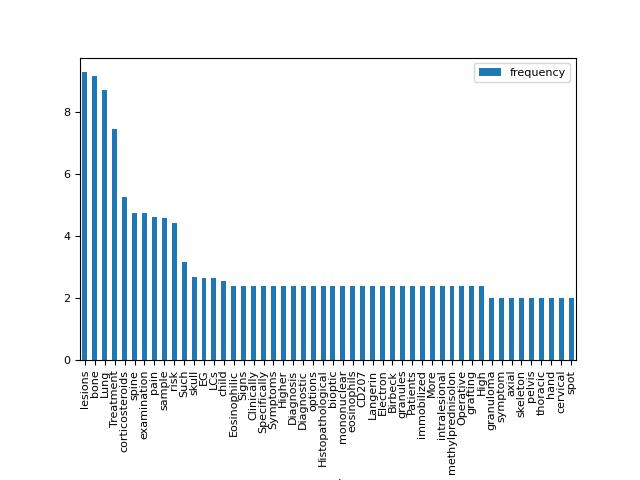 frequency
8
6
4
2
0
lesions
bone
Lung
Treatment
corticosteroids
spine
examination
pain
sample
risk
Such
skull
EG
LCs
child
Eosinophilic
Signs
Clinically
Specifically
Symptoms
Higher
Diagnosis
Diagnostic
options
Histopathological
bioptic
mononuclear
eosinophils
CD207
Langerin
Electron
Birbeck
granules
Patients
immobilized
More
intralesional
methylprednisolon
Operative
grafting
High
granuloma
symptom
axial
skeleton
pelvis
thoracic
hand
cervical
spot